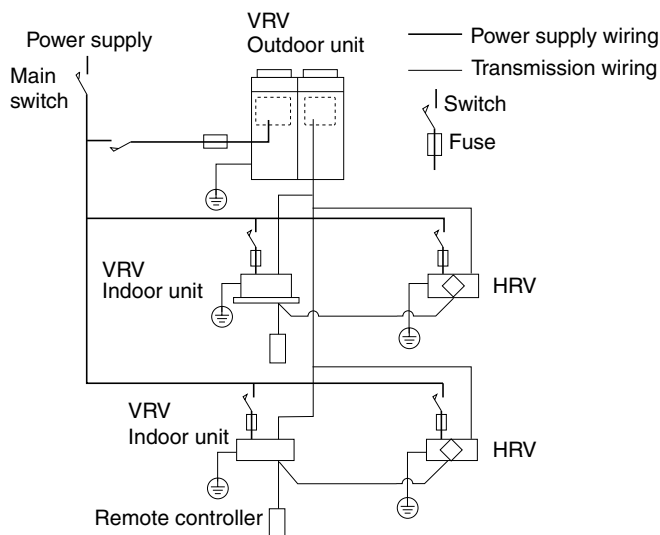 VRV
Outdoor unit
Power supply
Main
switch
Power supply wiring
Transmission wiring
Switch
Fuse
VRV
Indoor unit
HRV
VRV
Indoor unit
HRV
Remote controller